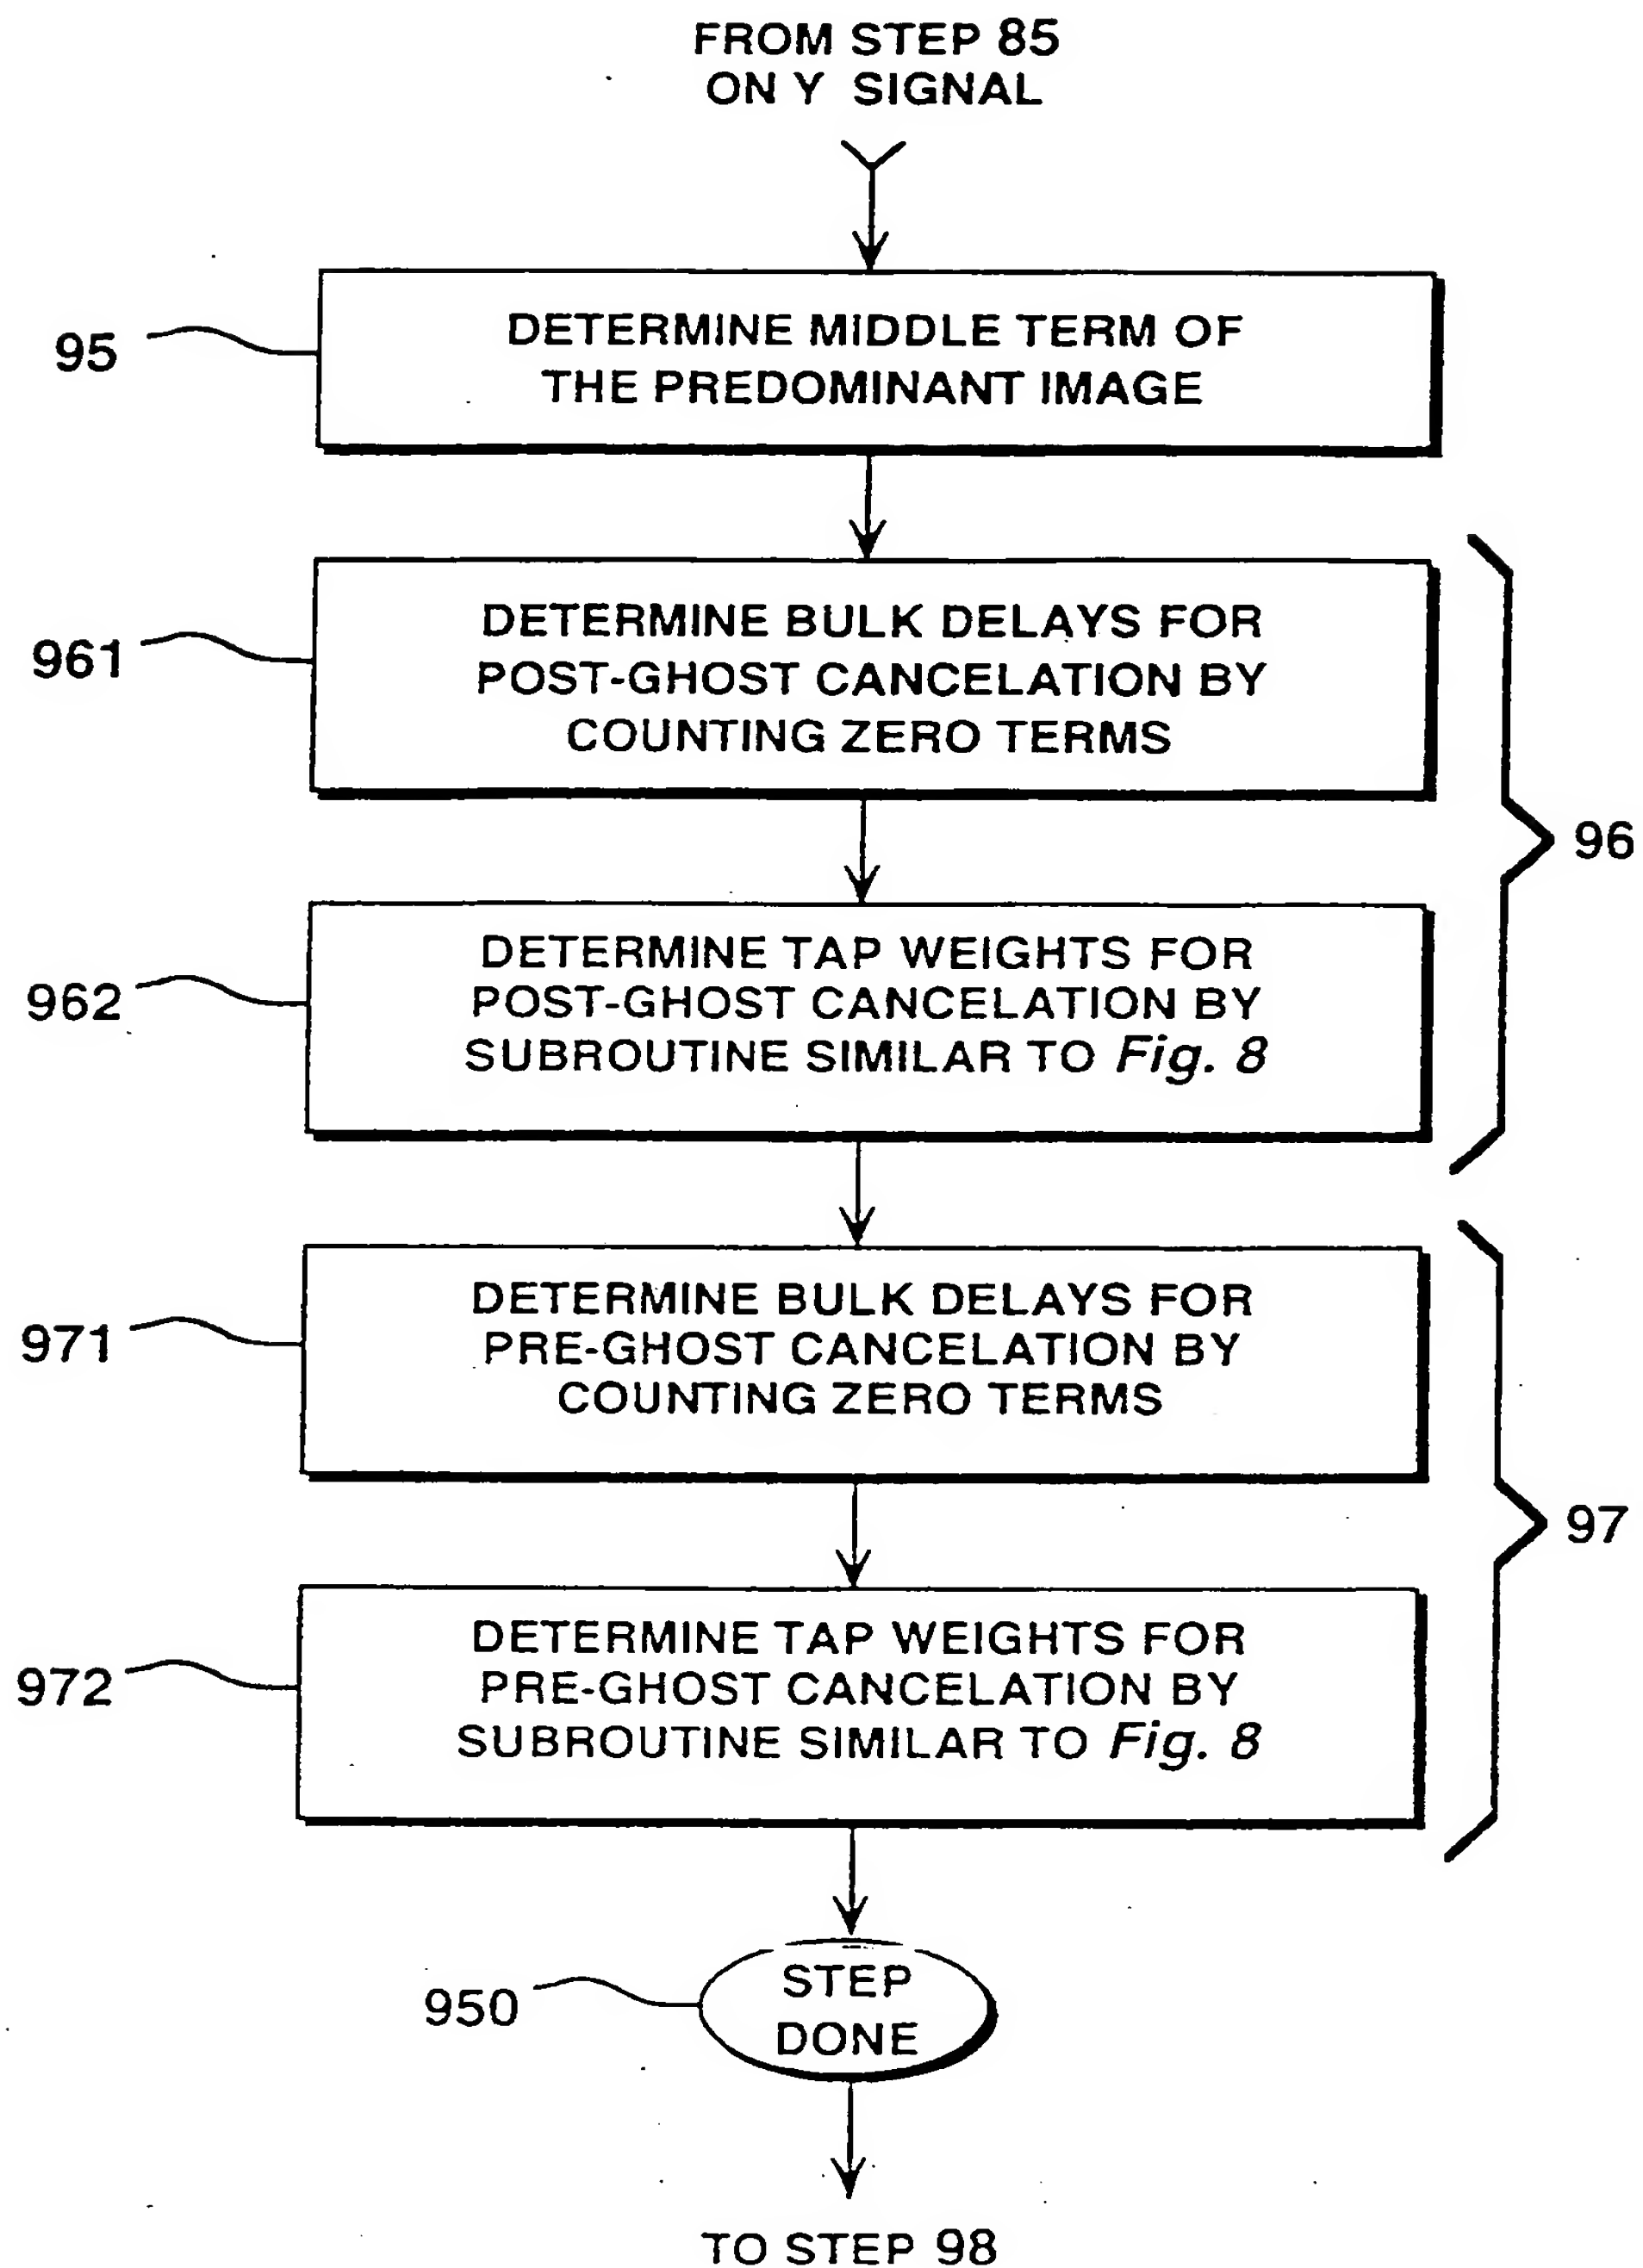 FROM STEP 85
ON Y SIGNAL
95
DETERMINE MIDDLE TERM OF
THE PREDOMINANT IMAGE
961
DETERMINE BULK DELAYS FOR
POST-GHOST CANCELATION BY
COUNTING ZERO TERMS
96
962
DETERMINE TAP WEIGHTS FOR
POST-GHOST CANCELATION BY
SUBROUTINE SIMILAR TO Fig. 8
971
DETERMINE BULK DELAYS FOR
PRE-GHOST CANCELATION BY
COUNTING ZERO TERMS
97
972
DETERMINE TAP WEIGHTS FOR
PRE-GHOST CANCELATION BY
SUBROUTINE SIMILAR TO Fig. 8
950
STEP
DONE
TO STEP 98